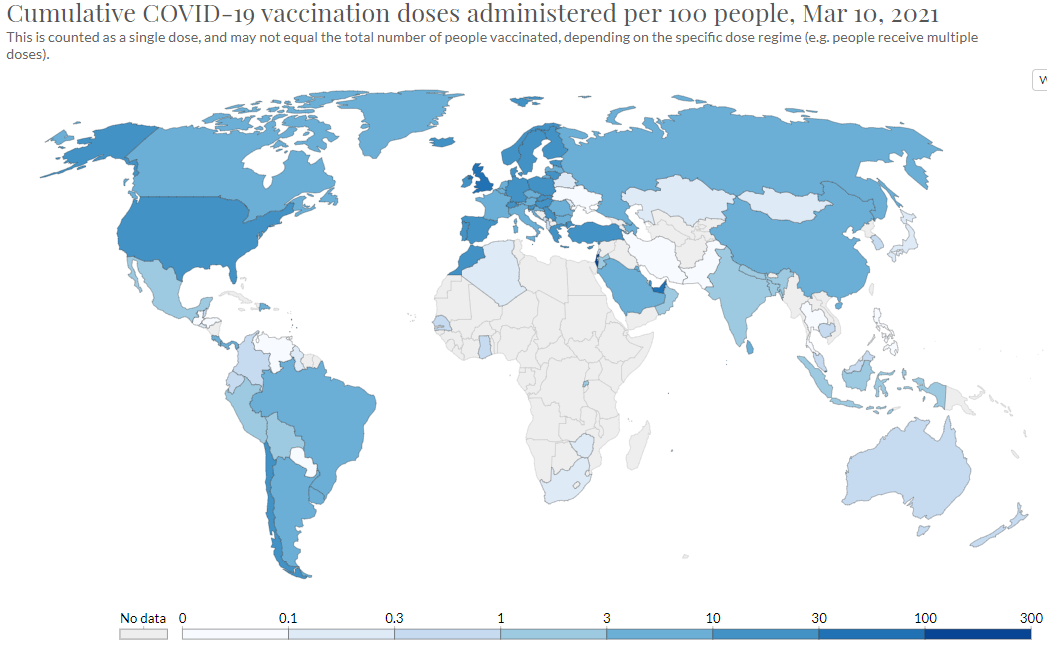 Cumulative COVID-19 vaccination doses administered per 100 people, Mar 10, 2021
This is counted as a single dose, and may not equal the total number of people vaccinated, depending on the specific dose regime (e.g. people receive multiple
doses).
No data 0 0.1 0.3 1 3 10 30 100 300